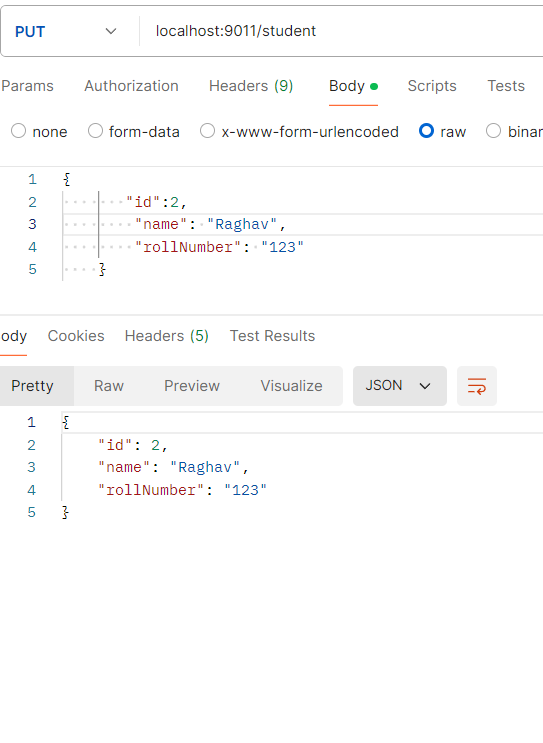 PUT localhost:9011/student
Params Authorization Headers (9) Body Scripts Tests
none form-data x-www-form-urlencoded raw binar
1 {
2 "id":2,
3 "name": "Raghav",
4 "rollNumber": "123"
5 }
ody Cookies Headers (5) Test Results
Pretty Raw Preview Visualize JSON
1 {
2 "id": 2,
3 "name": "Raghav",
4 "rollNumber": "123"
5 }